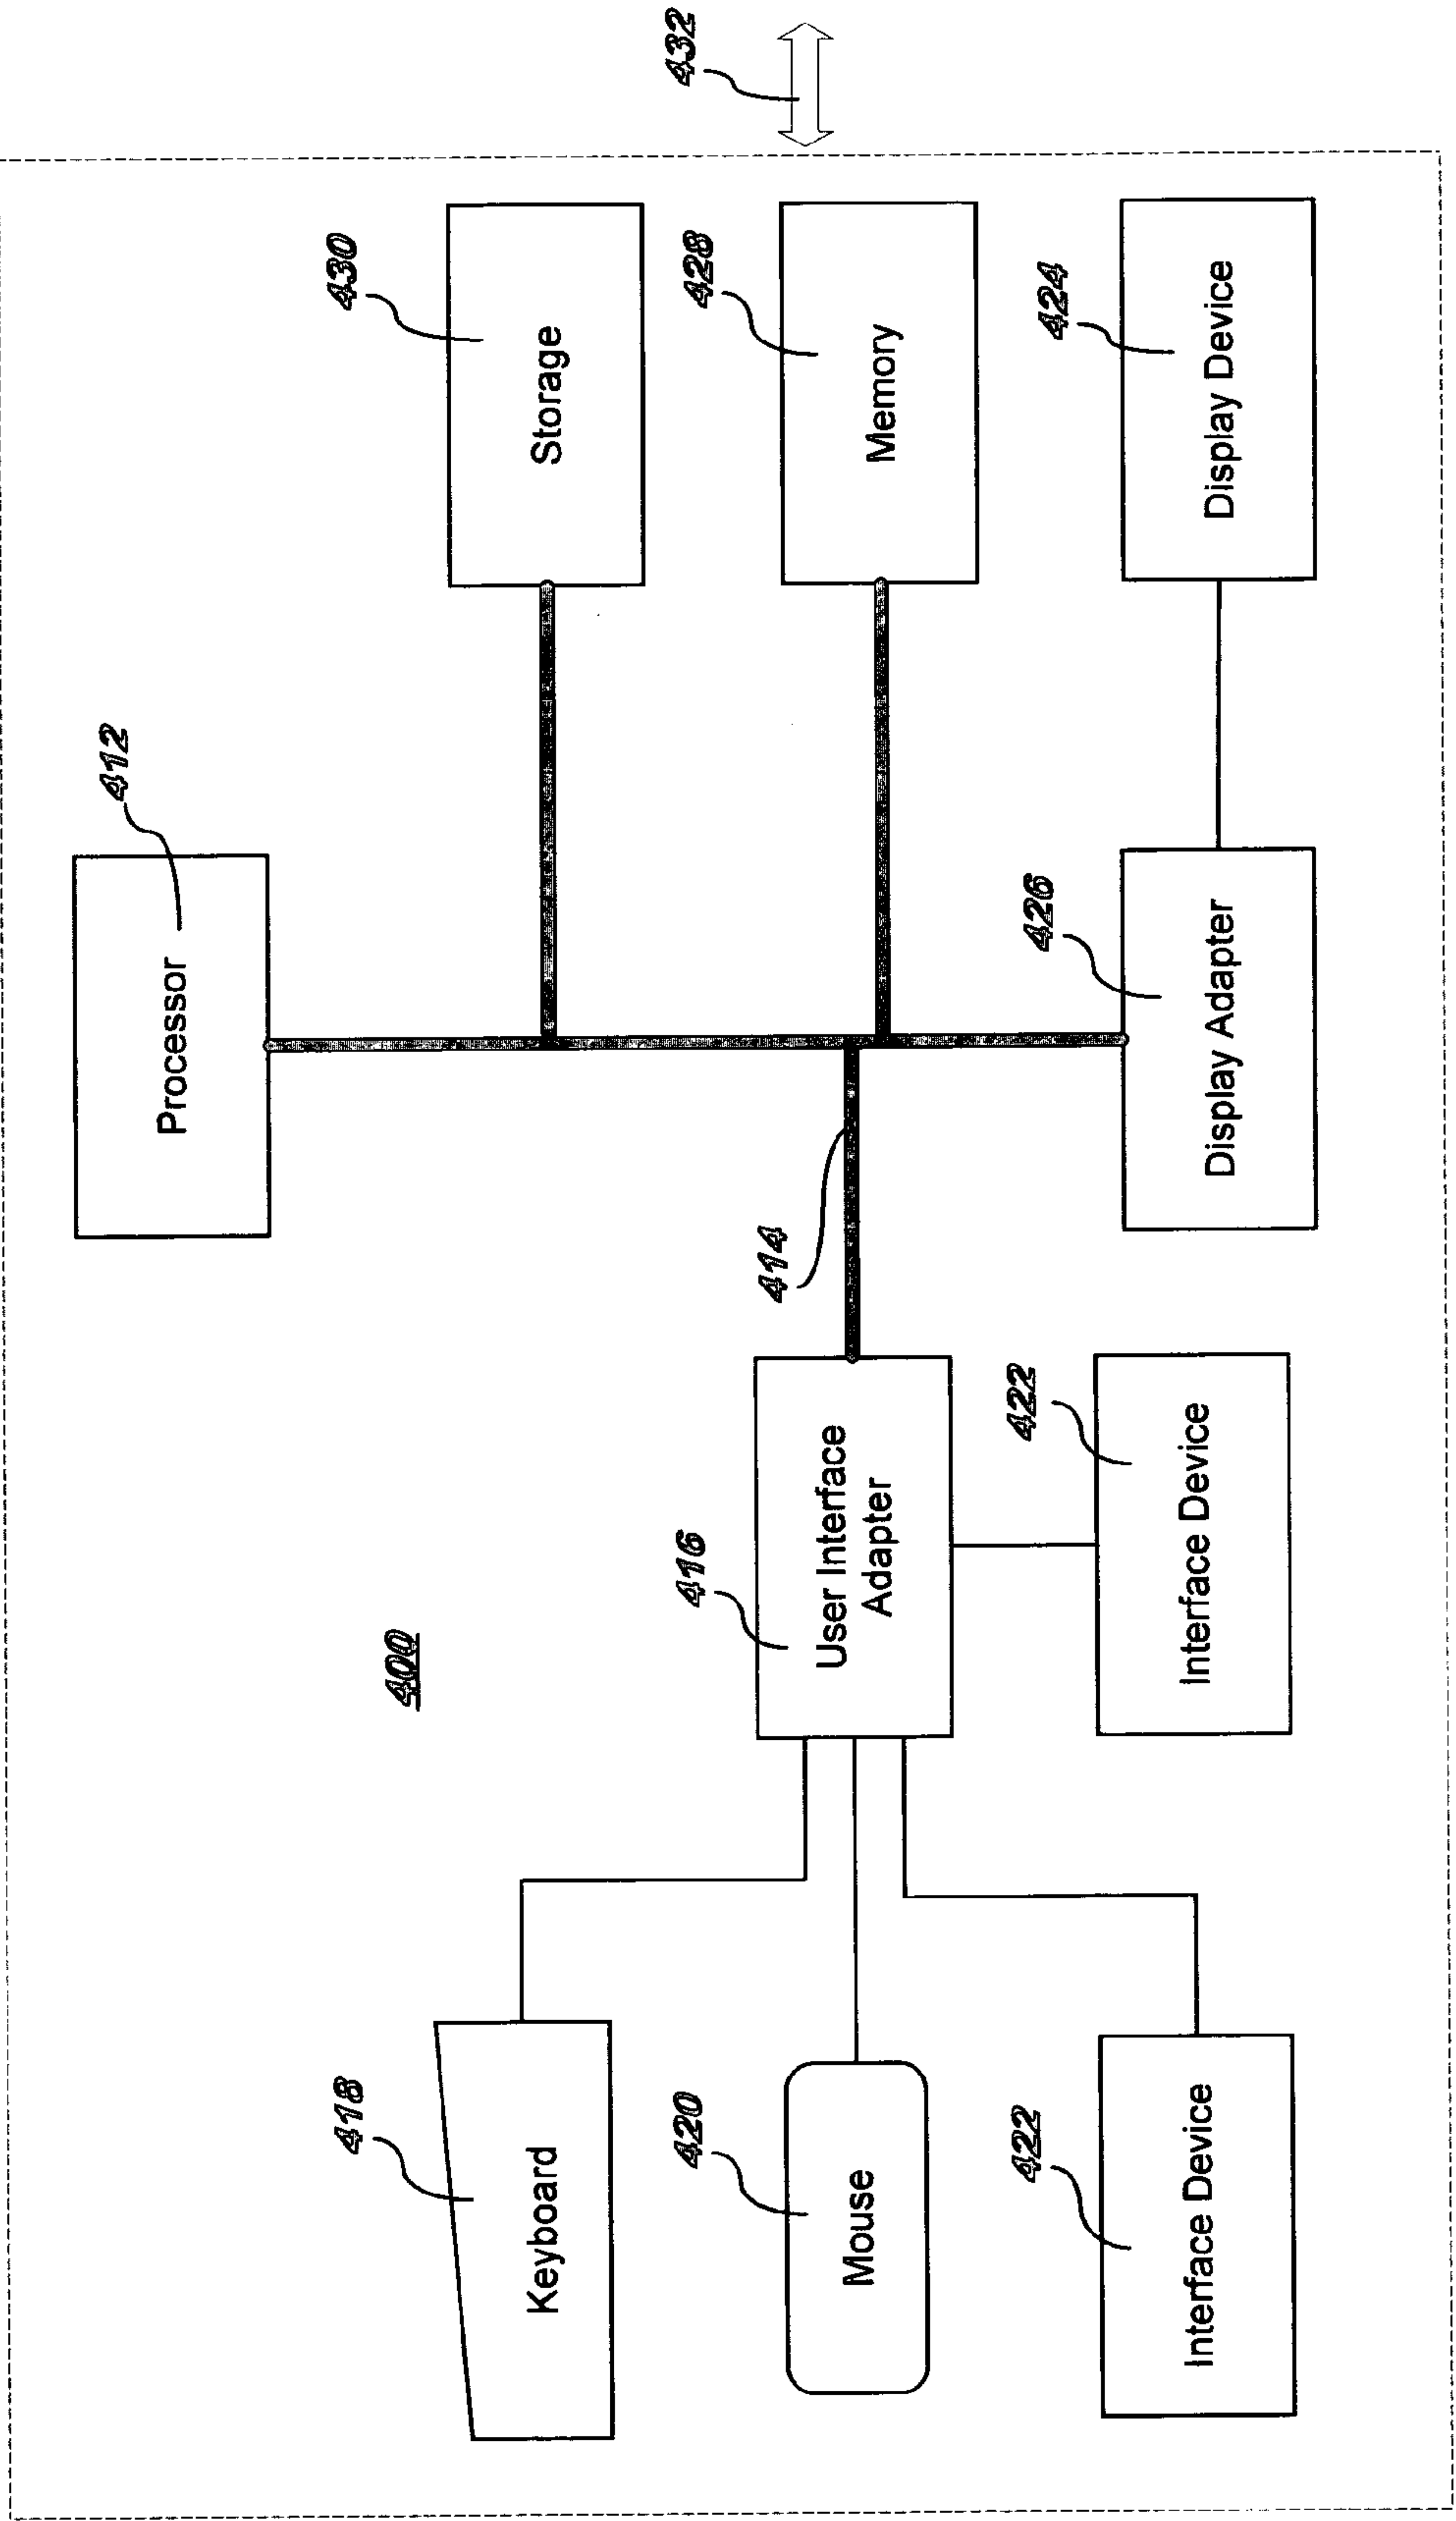 400
412
Processor
430
Storage
418
Keyboard
414
416
User Interface
Adapter
428
Memory
432
420
Mouse
422
Interface Device
422
Interface Device
426
Display Adapter
424
Display Device